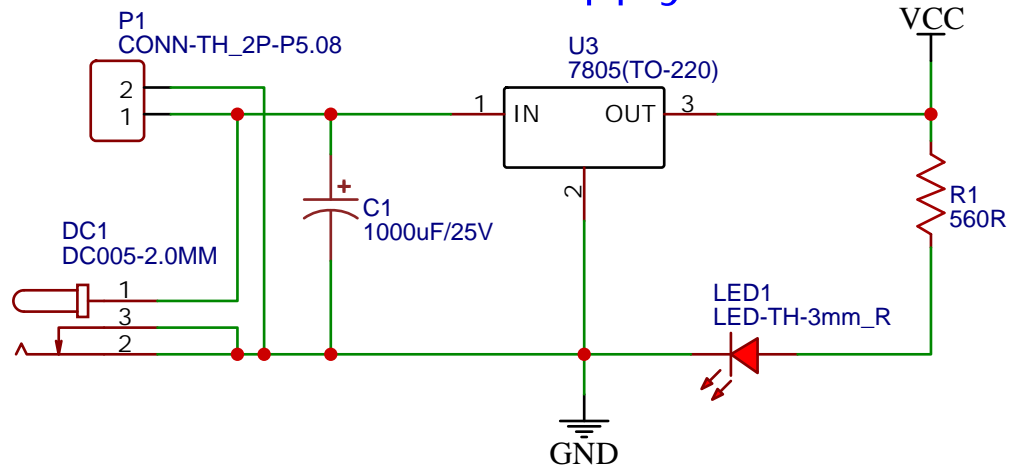 P1
CONN-TH_2P-P5.08
2
1
U3
7805(TO-220)
1
IN
OUT
3
2
VCC
+
C1
1000uF/25V
R1
560R
DC1
DC005-2.0MM
1
3
2
LED1
LED-TH-3mm_R
GND